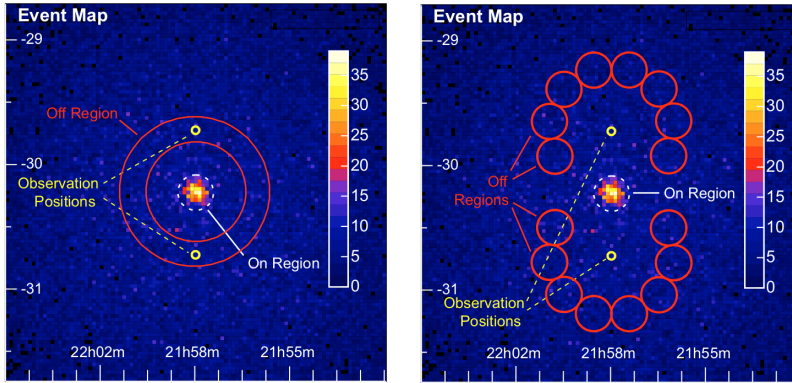 Event Map
-29
-30
-31
Off Region
Observation
Positions
On Region
35
30
25
20
15
10
5
0
22h02m
21h58m
21h55m
Event Map
-29
-30
-31
Off
Regions
On Region
Observation
Positions
35
30
25
20
15
10
5
0
22h02m
21h58m
21h55m